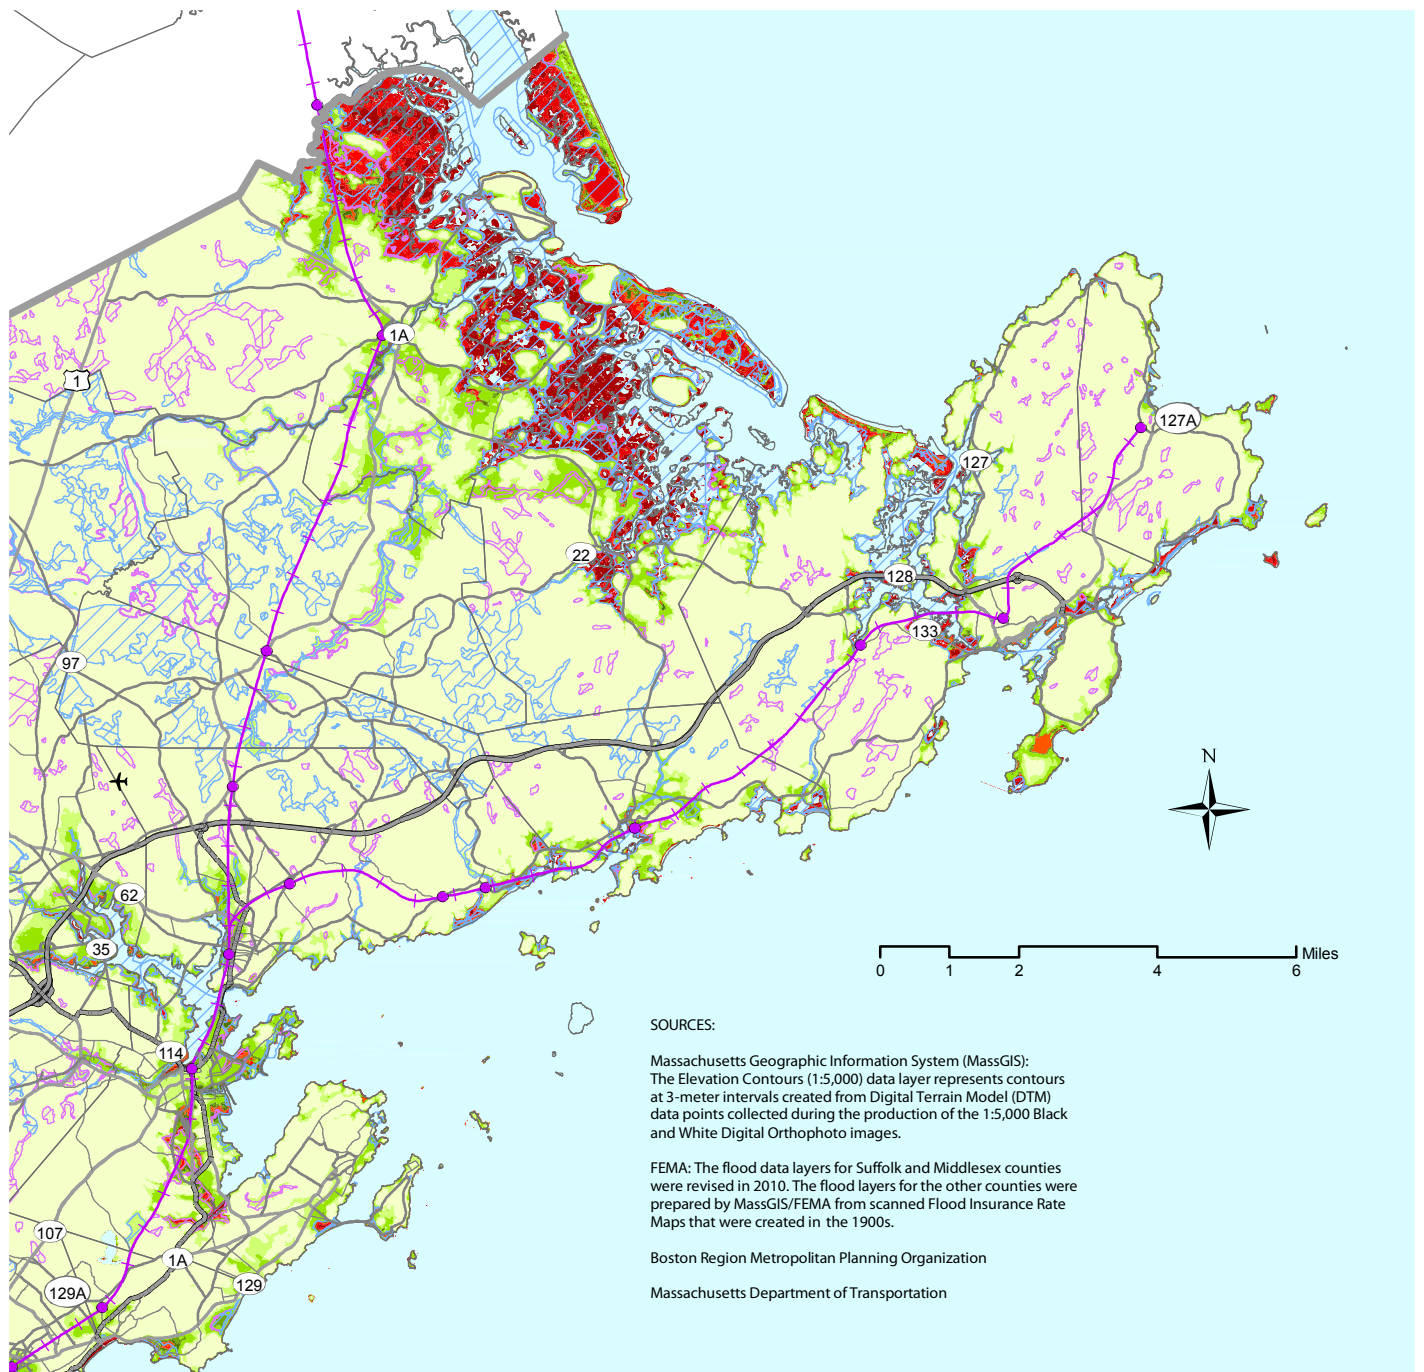 1A
1
127A
127
22
128
133
97
N
62
35
Miles
0
1
2
4
6
SOURCES:
114
Massachusetts Geographic Information System (MassGIS):
The Elevation Contours (1:5,000) data layer represents contours
at 3-meter intervals created from Digital Terrain Model (DTM)
data points collected during the production of the 1:5,000 Black
and White Digital Orthophoto images.
FEMA: The flood data layers for Suffolk and Middlesex counties
were revised in 2010. The flood layers for the other counties were
prepared by MassGIS/FEMA from scanned Flood Insurance Rate
Maps that were created in the 1900s.
107
1A
Boston Region Metropolitan Planning Organization
129
129A
Massachusetts Department of Transportation